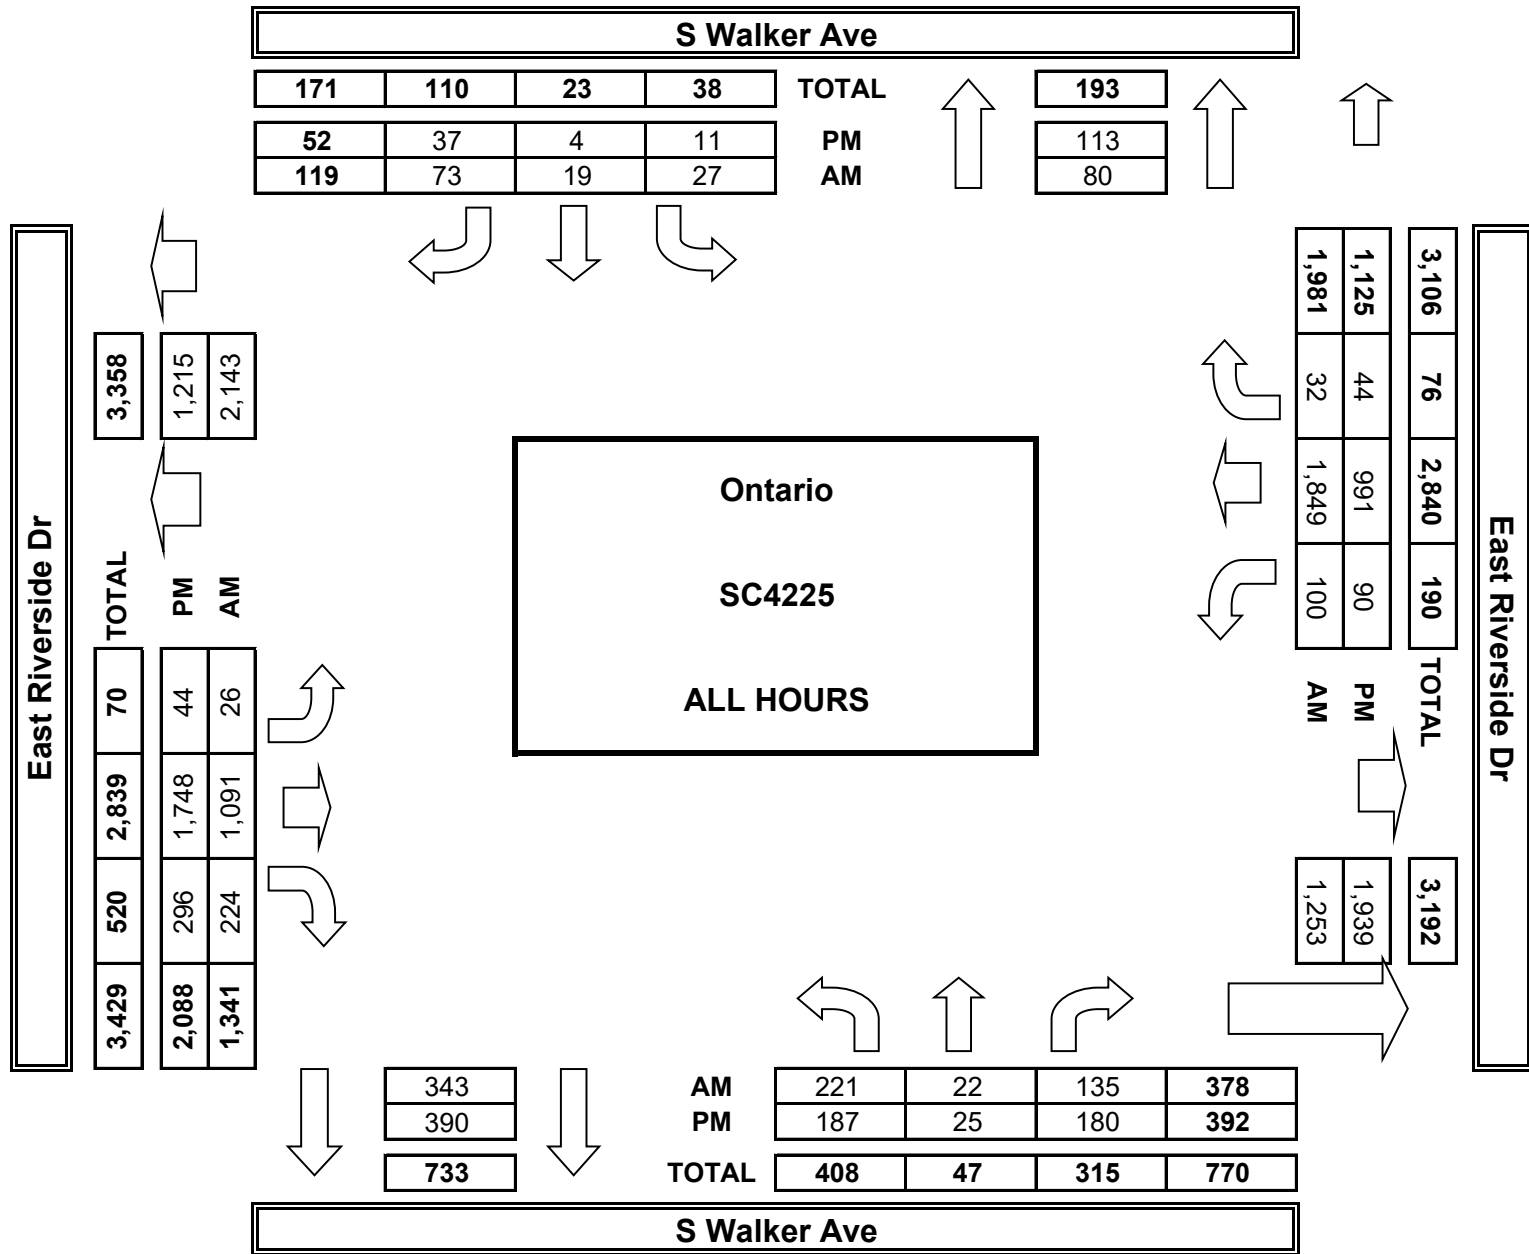 S Walker Ave
171 110 23 38 TOTAL 193
52 37 4 11 PM 113
119 73 19 27 AM 80
East Riverside Dr
3,358 1,215 2,143
TOTAL PM AM
70 44 26
2,839 1,748 1,091
520 296 224
3,429 2,088 1,341
Ontario
SC4225
ALL HOURS
1,981 1,125 3,106
32 44 76
1,849 991 2,840
100 90 190
AM PM TOTAL
1,253 1,939 3,192
East Riverside Dr
343 AM 221 22 135 378
390 PM 187 25 180 392
733 TOTAL 408 47 315 770
S Walker Ave